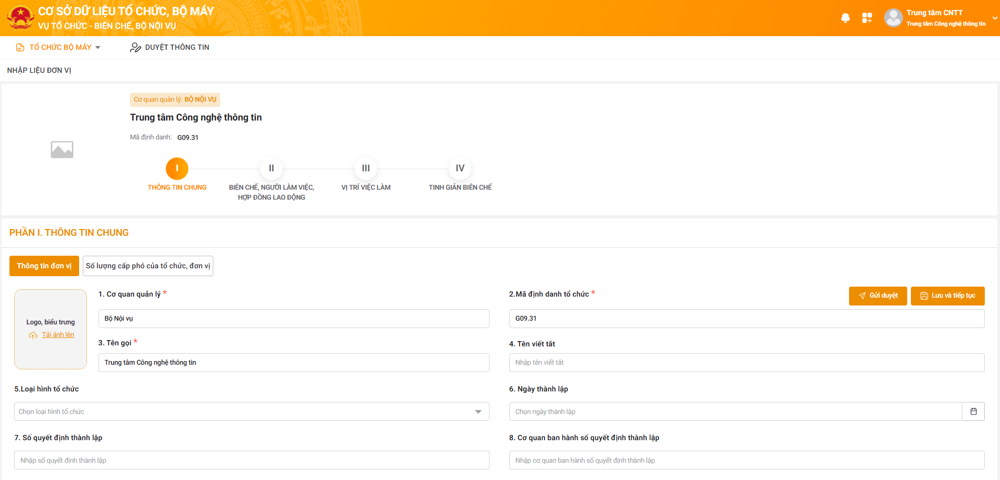 CƠ SỞ DỮ LIỆU TỔ CHỨC, BỘ MÁY
VỤ TỔ CHỨC - BIÊN CHẾ, BỘ NỘI VỤ
Trung tâm CNTT
Trung tâm Công nghệ thông tin
TỔ CHỨC BỘ MÁY
DUYỆT THÔNG TIN
NHẬP LIỆU ĐƠN VỊ
Cơ quan quản lý: BỘ NỘI VỤ
Trung tâm Công nghệ thông tin
Mã định danh: G09.31
I
II
III
IV
THÔNG TIN CHUNG
BIÊN CHẾ, NGƯỜI LÀM VIỆC,
HỢP ĐỒNG LAO ĐỘNG
VỊ TRÍ VIỆC LÀM
TINH GIẢN BIÊN CHẾ
PHẦN I. THÔNG TIN CHUNG
Thông tin đơn vị
Số lượng cấp phó của tổ chức, đơn vị
Logo, biểu trưng
Tải ảnh lên
1. Cơ quan quản lý *
Bộ Nội vụ
2.Mã định danh tổ chức *
Gửi duyệt
Lưu và tiếp tục
G09.31
3. Tên gọi *
Trung tâm Công nghệ thông tin
4. Tên viết tắt
Nhập tên viết tắt
5.Loại hình tổ chức
Chọn loại hình tổ chức
6. Ngày thành lập
Chọn ngày thành lập
7. Số quyết định thành lập
Nhập số quyết định thành lập
8. Cơ quan ban hành số quyết định thành lập
Nhập cơ quan ban hành số quyết định thành lập